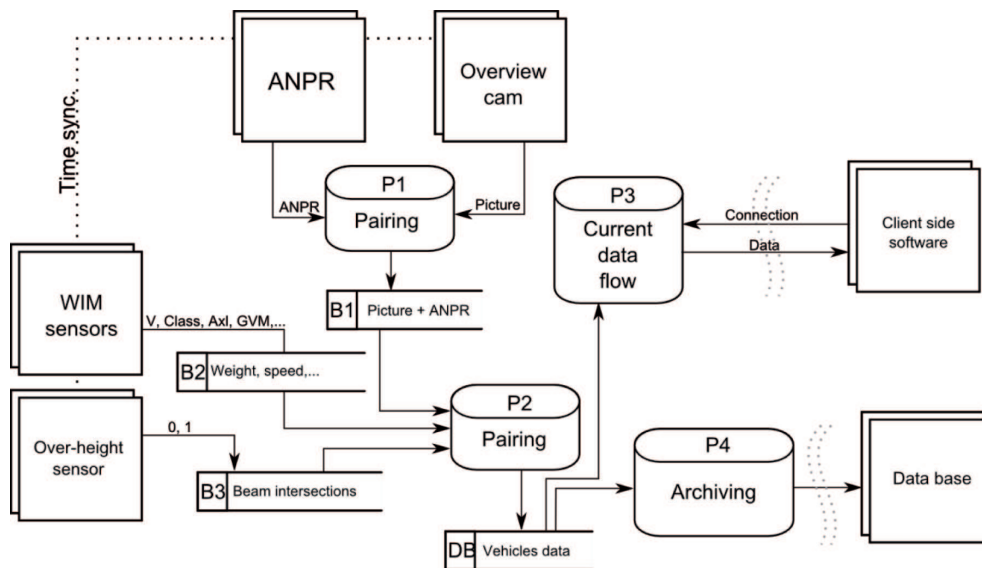 ANPR
Overview
cam
Time sync.
P1
Pairing
ANPR
Picture
P3
Current
data
flow
Connection
Data
Client side
software
WIM
sensors
B1
Picture + ANPR
V, Class, Axl, GVM,...
B2
Weight, speed,...
P2
Pairing
Over-height
sensor
0, 1
B3
Beam intersections
P4
Archiving
Data base
DB
Vehicles data